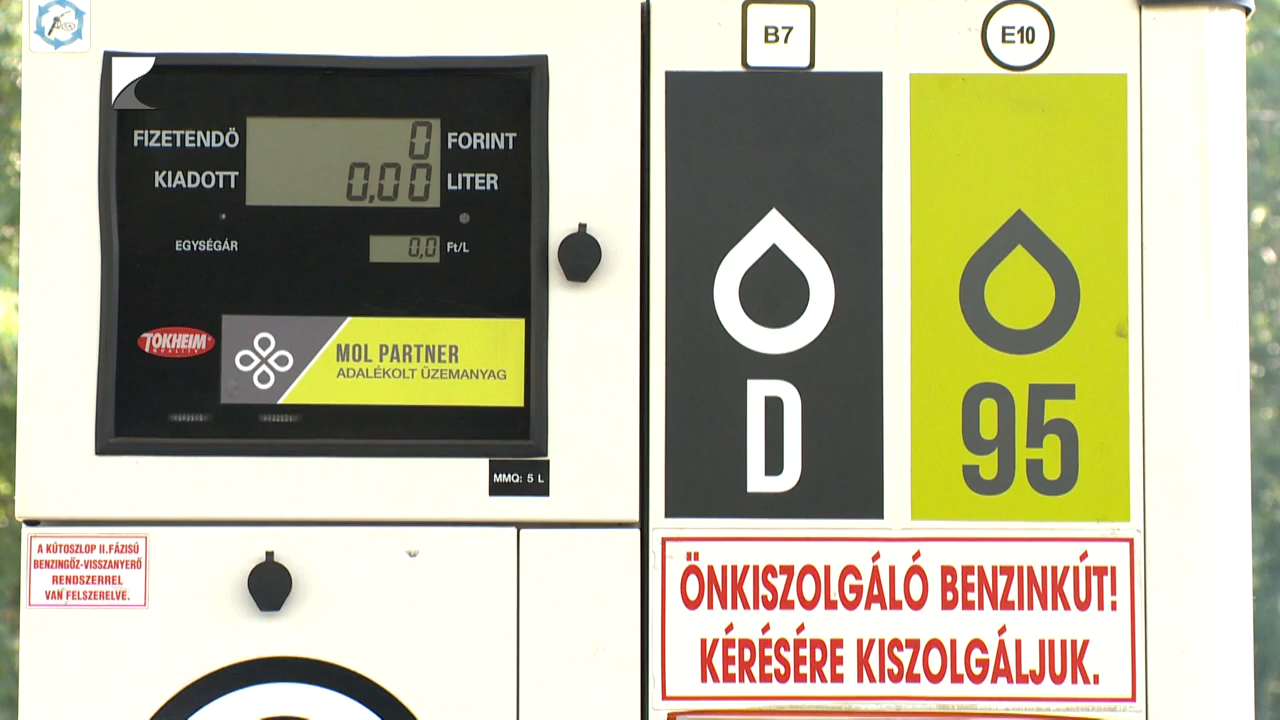 B7
E10
FIZETENDŐ 0 FORINT
KIADOTT 0,00 LITER
EGYSÉGÁR 0,0 Ft/L
TOKHEIM
QUALITY
MOL PARTNER
ADALÉKOLT ÜZEMANYAG
MMQ: 5 L
D
95
A KÚTOSZLOP II.FÁZISÚ
BENZINGŐZ-VISSZANYERŐ
RENDSZERREL
VAN FELSZERELVE.
ÖNKISZOLGÁLÓ BENZINKÚT!
KÉRÉSÉRE KISZOLGÁLJUK.